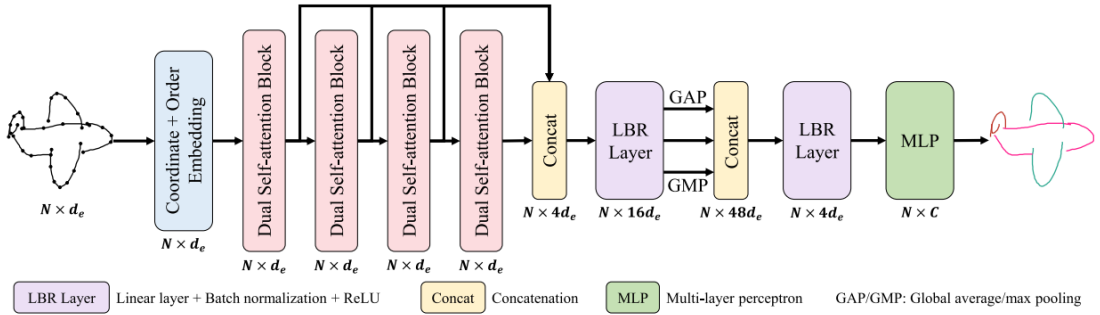 Coordinate + Order
Embedding
Dual Self-attention Block
Dual Self-attention Block
Dual Self-attention Block
Dual Self-attention Block
Concat
LBR
Layer
GAP
GMP
Concat
LBR
Layer
MLP
N × d_e
N × d_e
N × d_e
N × d_e
N × d_e
N × d_e
N × 4d_e
N × 16d_e
N × 48d_e
N × 4d_e
N × C
LBR Layer
Linear layer + Batch normalization + ReLU
Concat
Concatenation
MLP
Multi-layer perceptron
GAP/GMP: Global average/max pooling